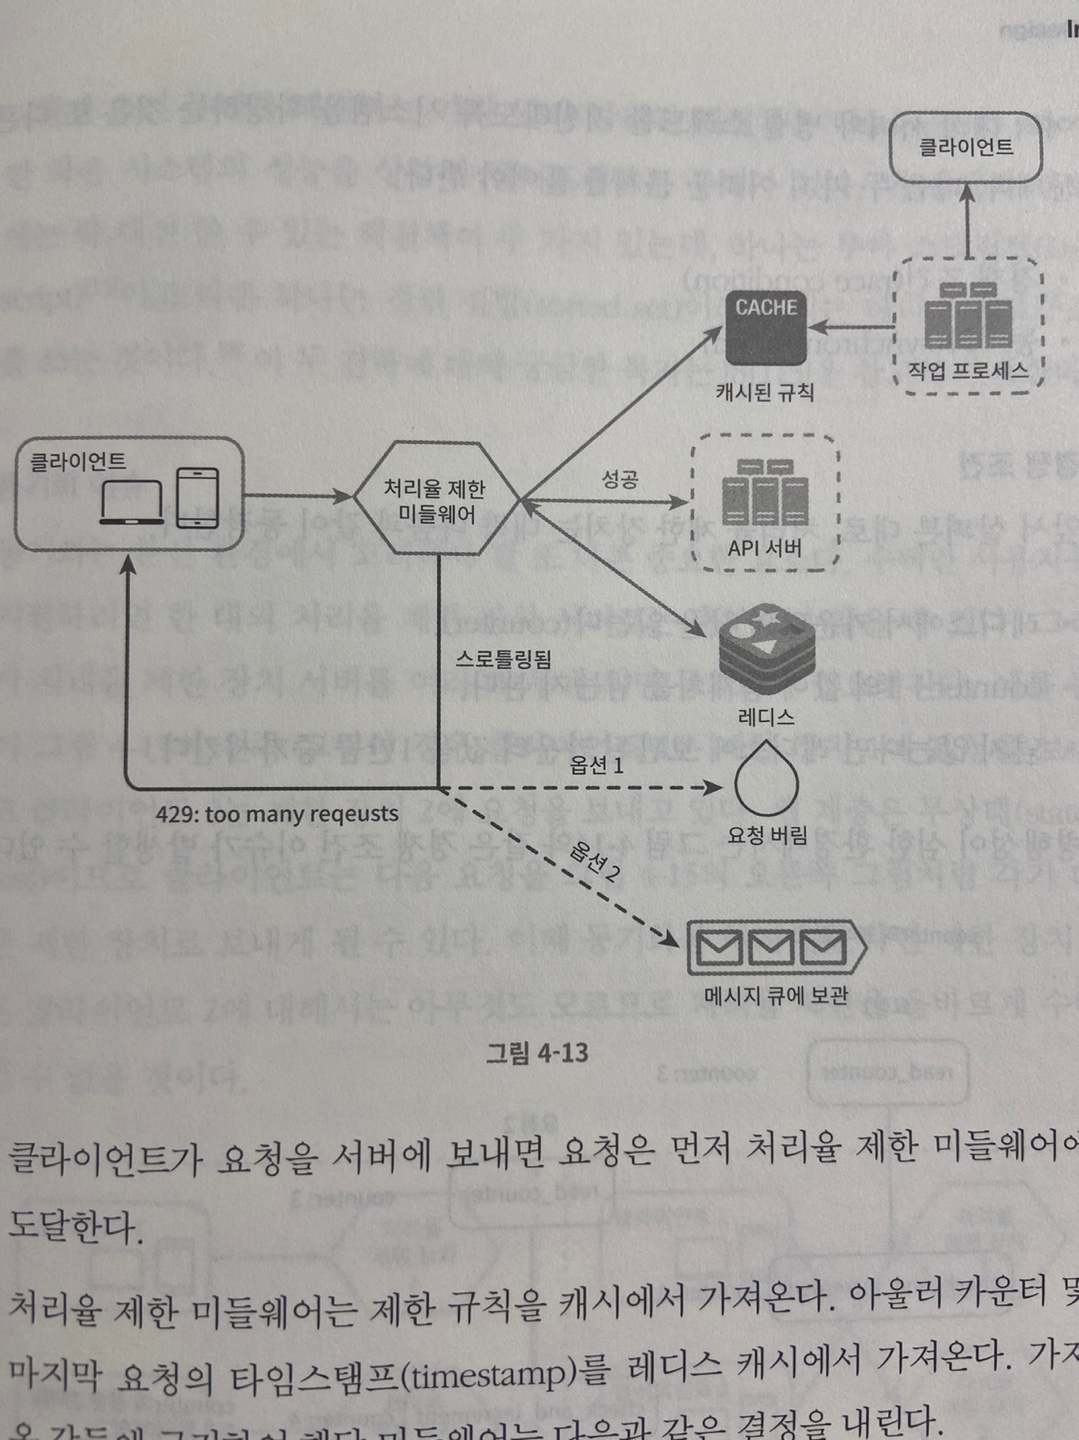 클라이언트
CACHE
캐시된 규칙
작업 프로세스
클라이언트
처리율 제한
미들웨어
성공
API 서버
스로틀링됨
레디스
옵션 1
429: too many reqeusts
요청 버림
옵션 2
메시지 큐에 보관
그림 4-13
클라이언트가 요청을 서버에 보내면 요청은 먼저 처리율 제한 미들웨어에
도달한다.
처리율 제한 미들웨어는 제한 규칙을 캐시에서 가져온다. 아울러 카운터 및
마지막 요청의 타임스탬프(timestamp)를 레디스 캐시에서 가져온다. 가져
해당 미들웨어는 다음과 같은 결정을 내린다.